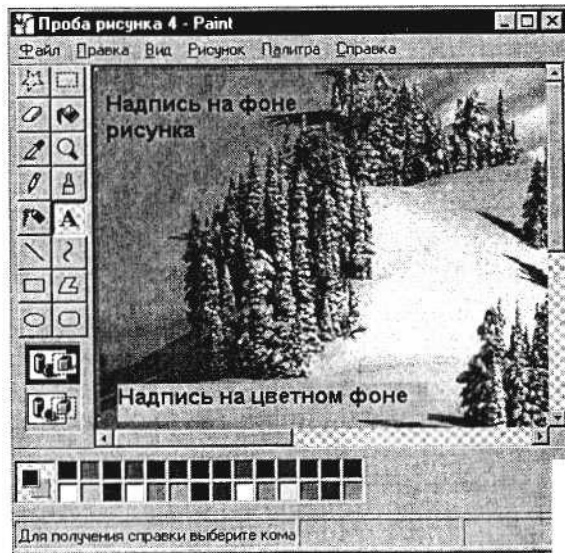 Проба рисунка 4 - Paint
Файл Правка Вид Рисунок Палитра Справка
Надпись на фоне
рисунка
A
Надпись на цветном фоне
Для получения справки выберите кома